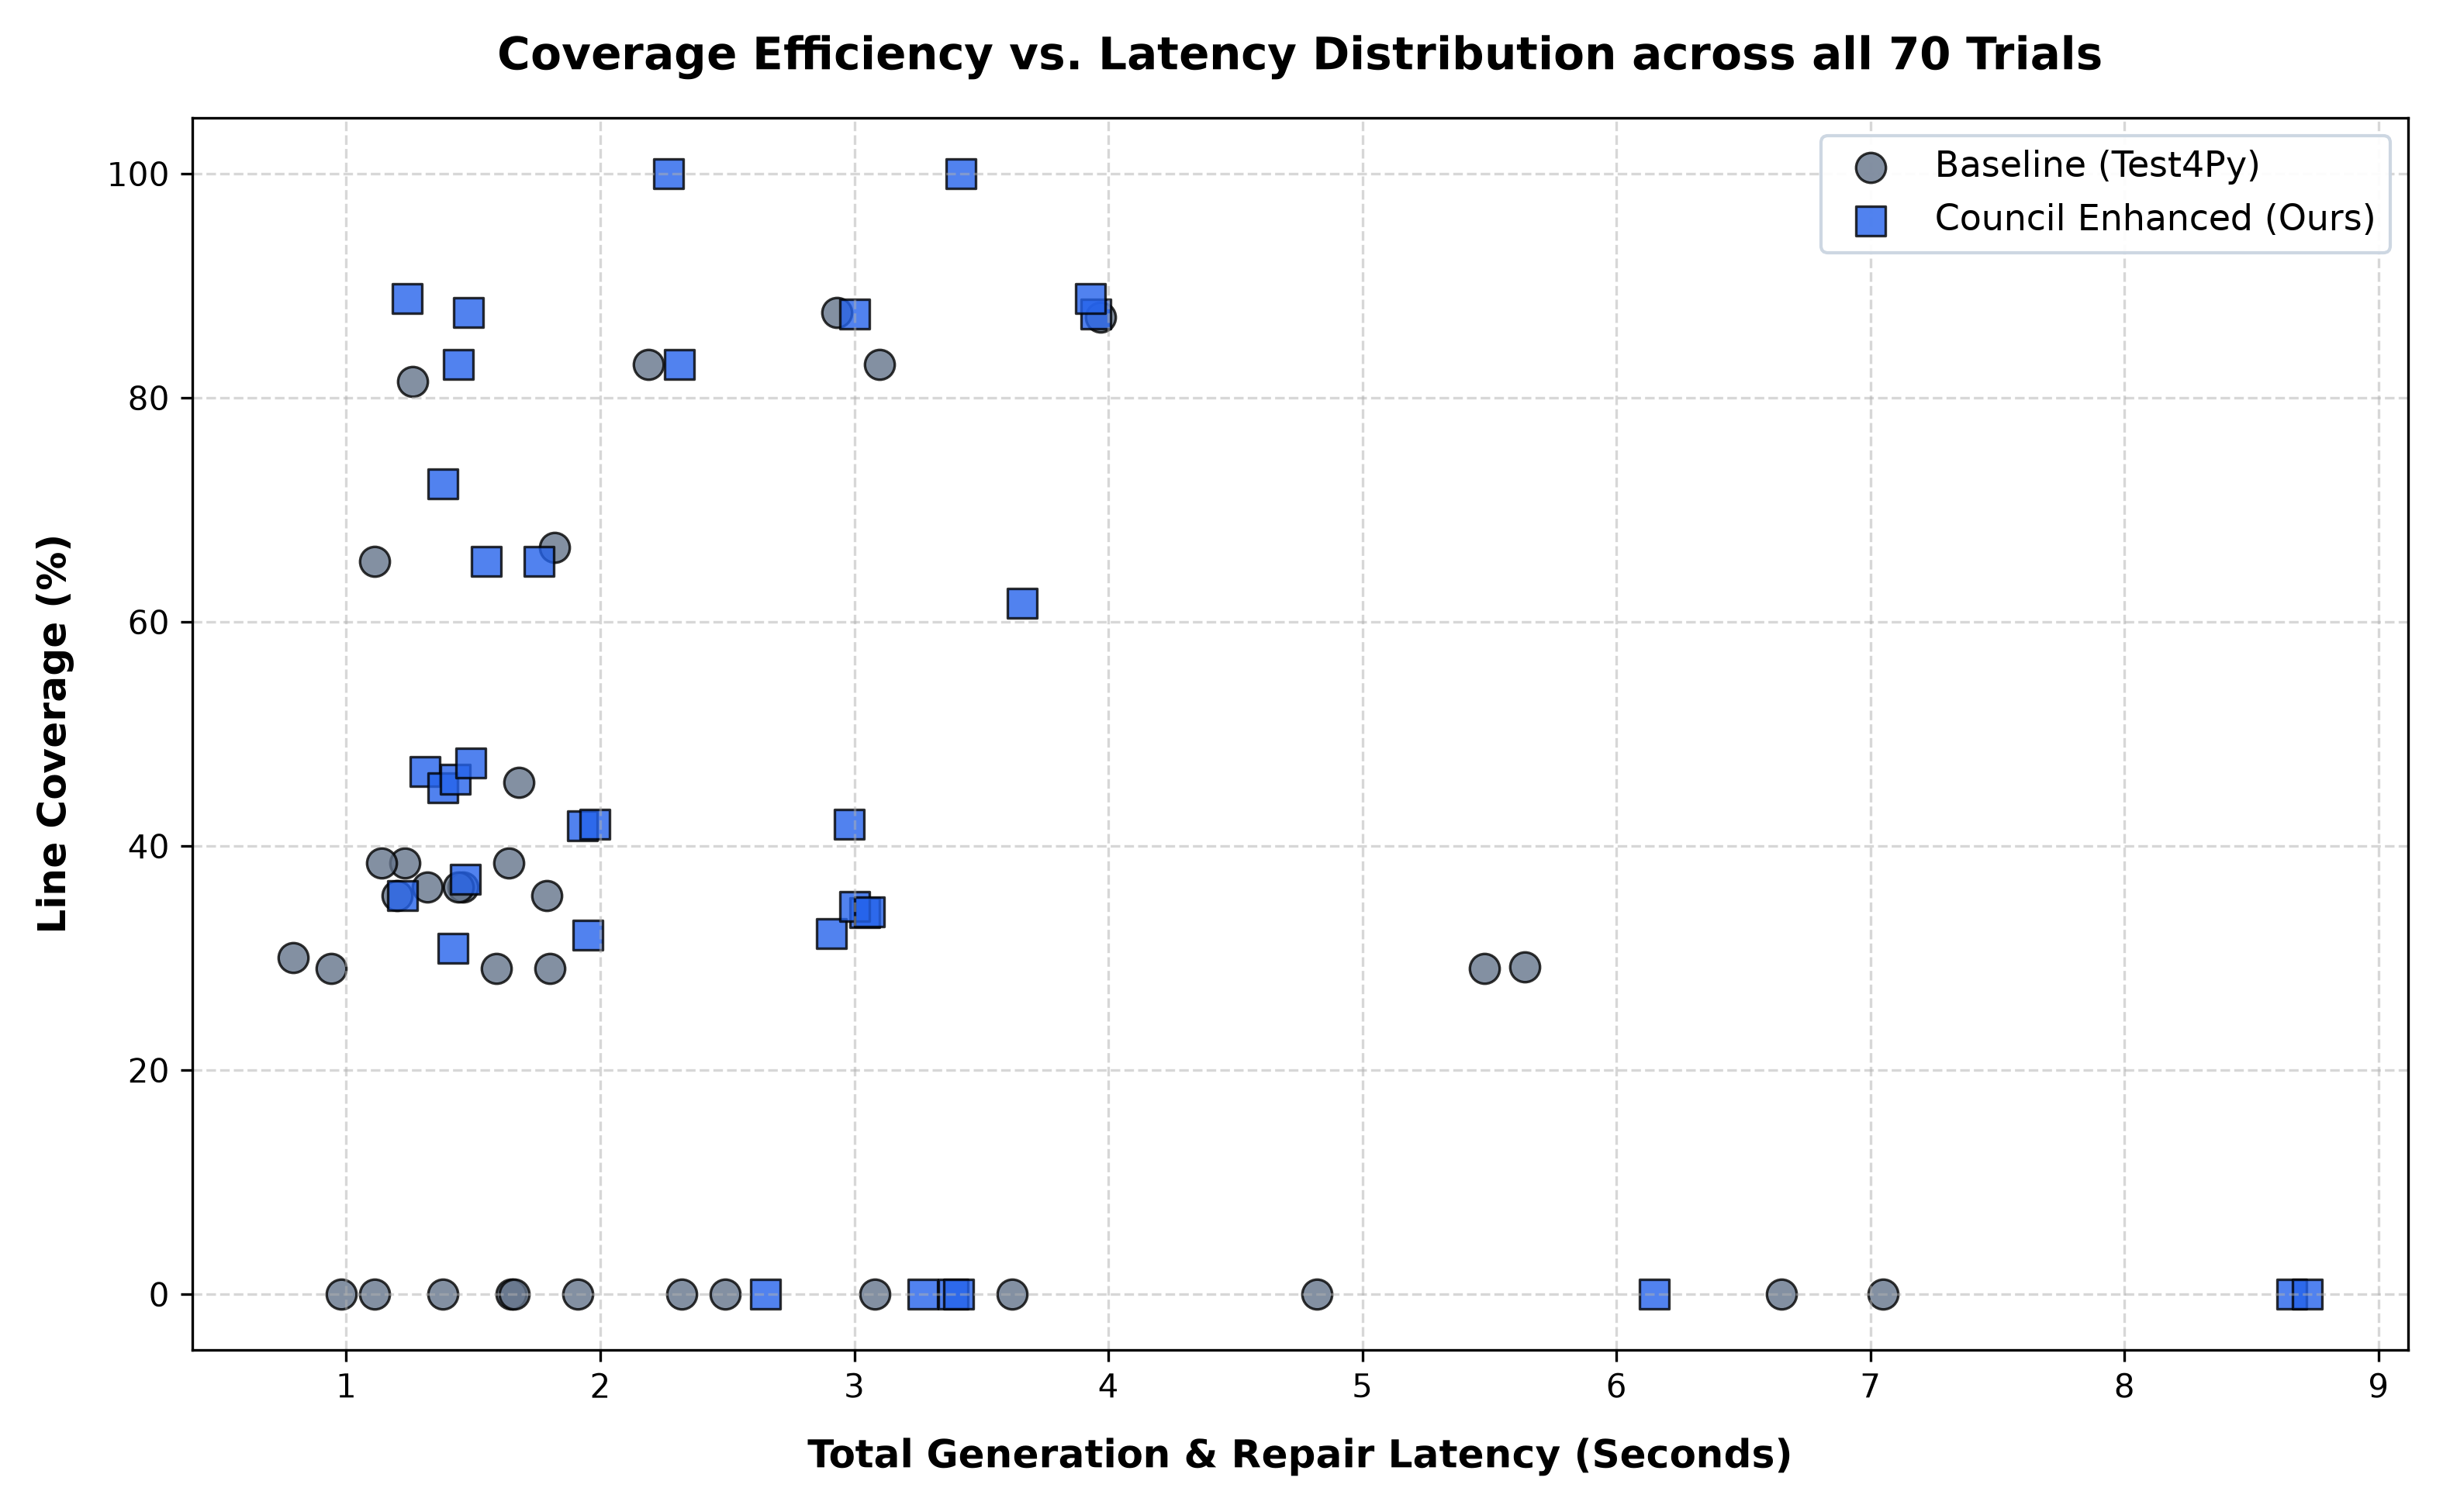 Coverage Efficiency vs. Latency Distribution across all 70 Trials
Baseline (Test4Py)
Council Enhanced (Ours)
Line Coverage (%)
100
80
60
40
20
0
1 2 3 4 5 6 7 8 9
Total Generation & Repair Latency (Seconds)